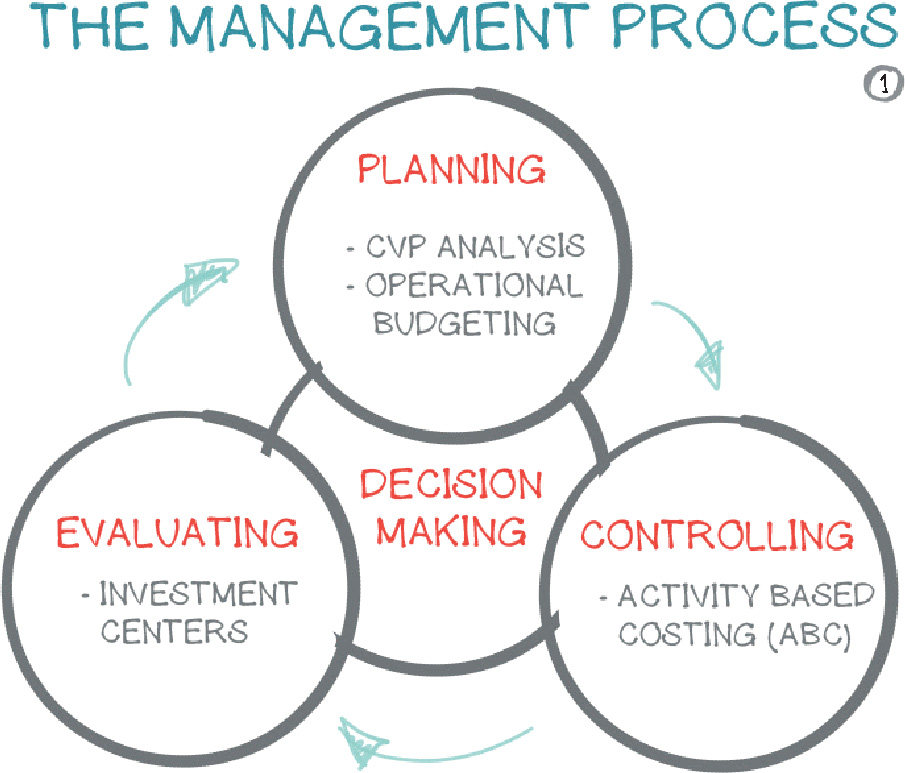 THE MANAGEMENT PROCESS
1
PLANNING
- CVP ANALYSIS
- OPERATIONAL
BUDGETING
DECISION
MAKING
EVALUATING
- INVESTMENT
CENTERS
CONTROLLING
- ACTIVITY BASED
COSTING (ABC)